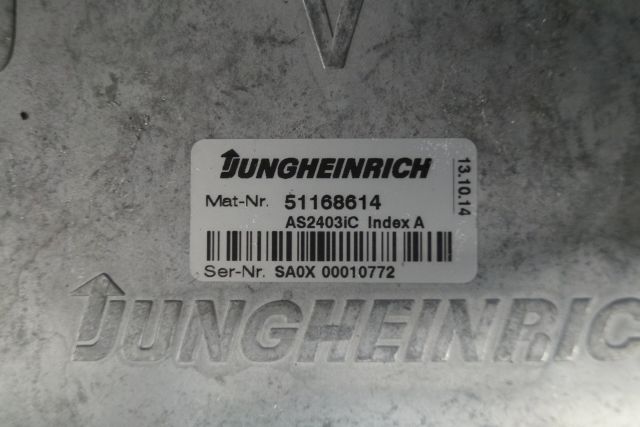 V
JUNGHEINRICH
13.10.14
Mat-Nr. 51168614
AS2403iC Index A
Ser-Nr. SA0X 00010772
JUNGHEINRIC